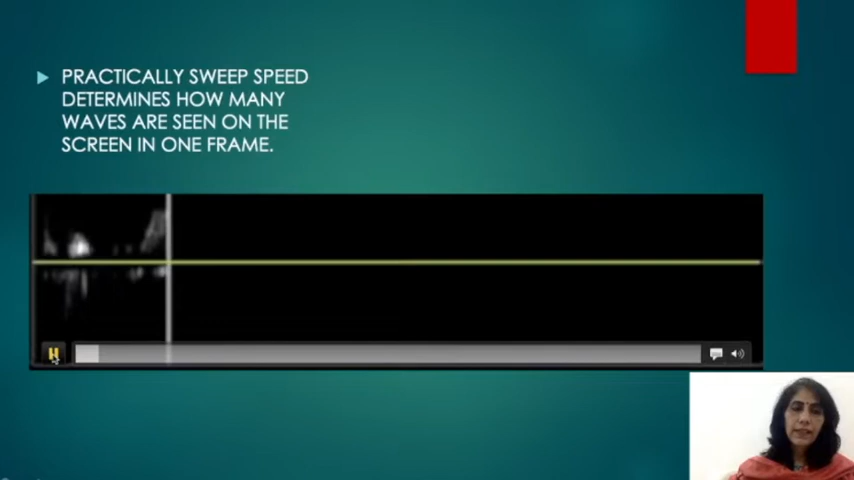 PRACTICALLY SWEEP SPEED
DETERMINES HOW MANY
WAVES ARE SEEN ON THE
SCREEN IN ONE FRAME.